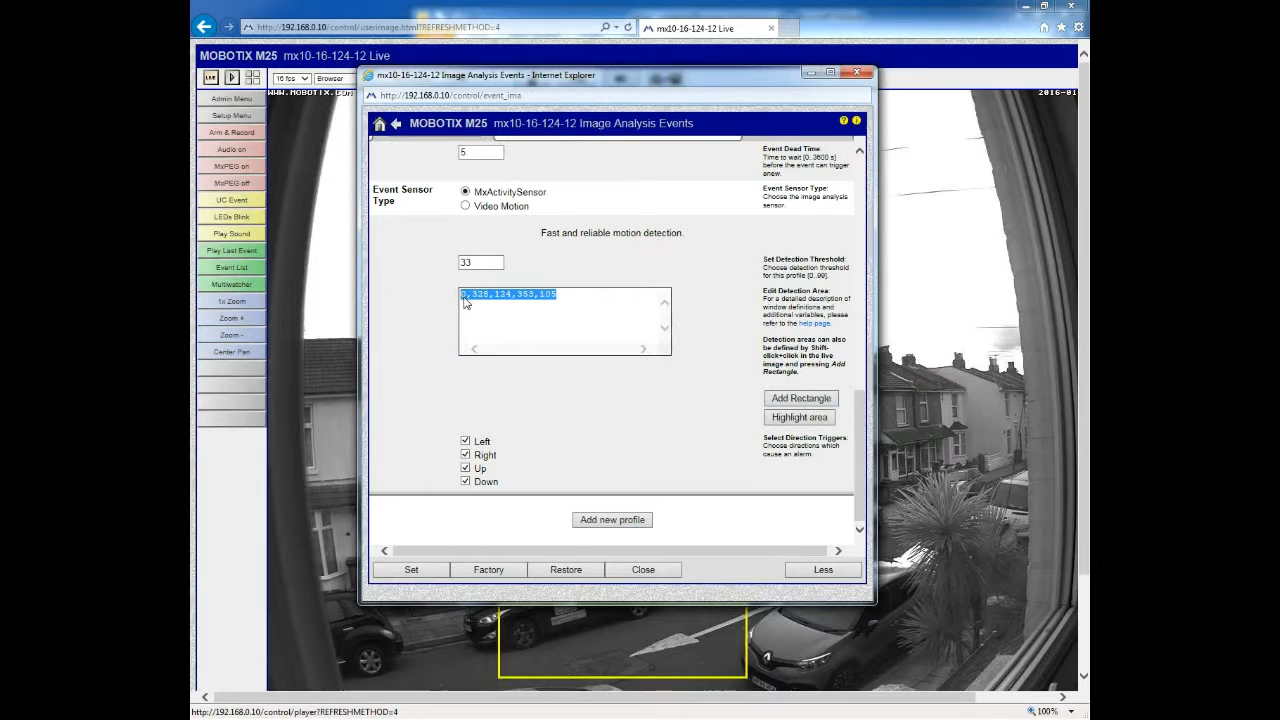 http://192.168.0.10/control/userimage.html?REFRESHMETHOD=4
mx10-16-124-12 Live
MOBOTIX M25 mx10-16-124-12 Live
16 fps
Browser
Admin Menu
Setup Menu
Arm & Record
Audio on
MxPEG on
MxPEG off
UC Event
LEDs Blink
Play Sound
Play Last Event
Event List
Multiwatcher
1x Zoom
Zoom +
Zoom -
Center Pan
www.MOBOTIX.com
2016-01
mx10-16-124-12 Image Analysis Events - Internet Explorer
http://192.168.0.10/control/event_ima
MOBOTIX M25 mx10-16-124-12 Image Analysis Events
5
Event Dead Time:
Time to wait [0..3600 s]
before the event can trigger
anew.
Event Sensor
Type
MxActivitySensor
Video Motion
Event Sensor Type:
Choose the image analysis
sensor.
Fast and reliable motion detection.
33
Set Detection Threshold:
Choose detection threshold
for this profile [0..99].
0,328,124,353,105
Edit Detection Area:
For a detailed description of
window definitions and
additional variables, please
refer to the help page.
Detection areas can also
be defined by Shift-
click+click in the live
image and pressing Add
Rectangle.
Add Rectangle
Highlight area
Left
Right
Up
Down
Select Direction Triggers:
Choose directions which
cause an alarm.
Add new profile
Set
Factory
Restore
Close
Less
http://192.168.0.10/control/player?REFRESHMETHOD=4
100%